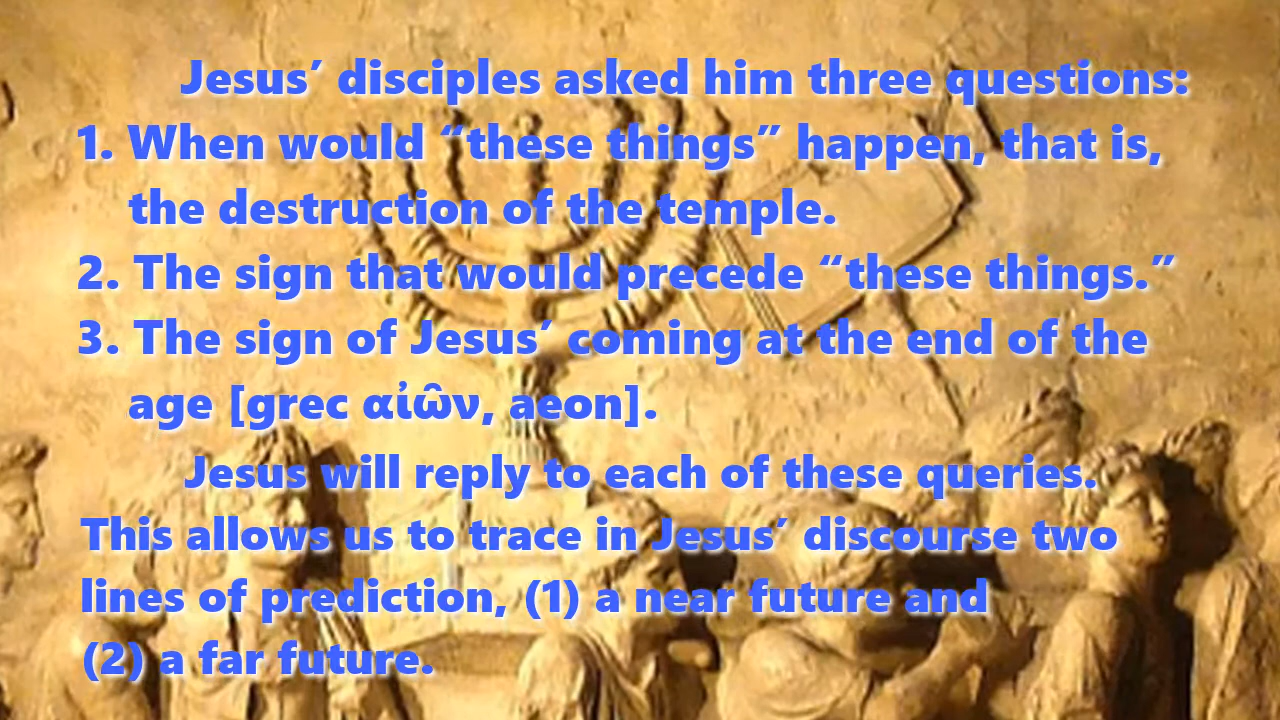 Jesus’ disciples asked him three questions:
1. When would “these things” happen, that is,
the destruction of the temple.
2. The sign that would precede “these things.”
3. The sign of Jesus’ coming at the end of the
age [grec αἰῶν, aeon].
Jesus will reply to each of these queries.
This allows us to trace in Jesus’ discourse two
lines of prediction, (1) a near future and
(2) a far future.